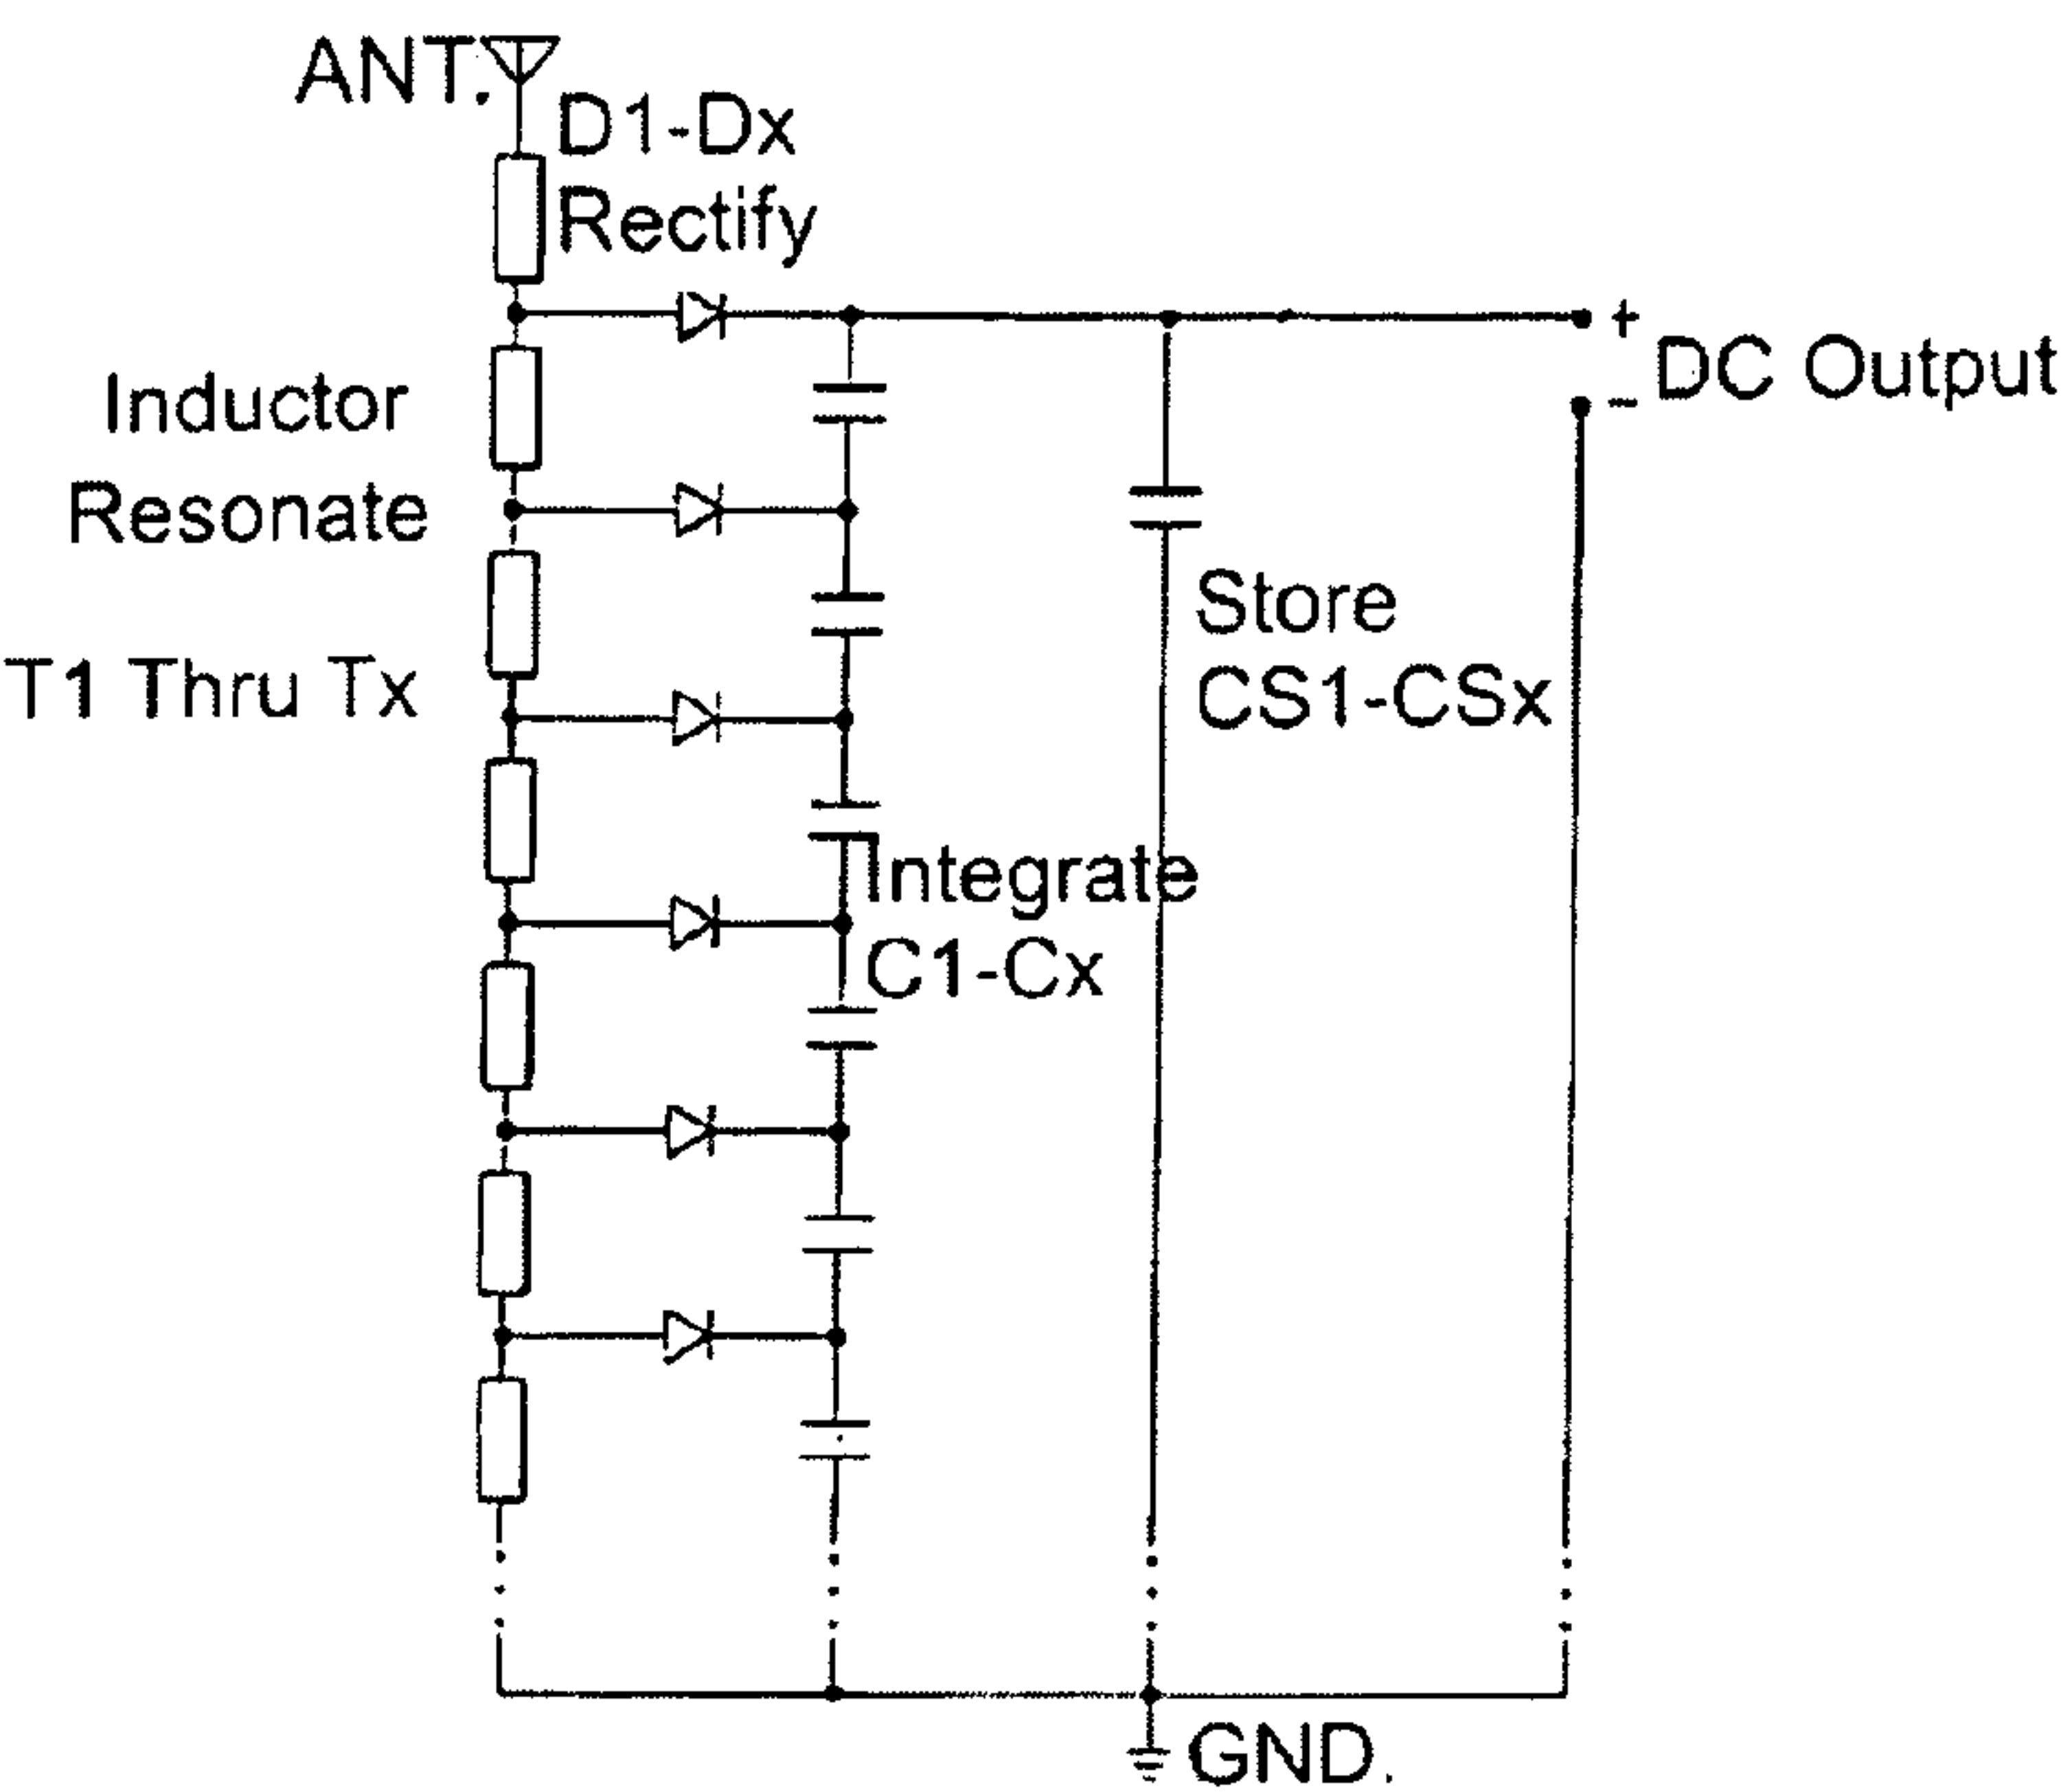 ANT.
D1-Dx
Rectify
+
DC Output
-
Inductor
Resonate
T1 Thru Tx
Store
CS1-CSx
Integrate
C1-Cx
GND.